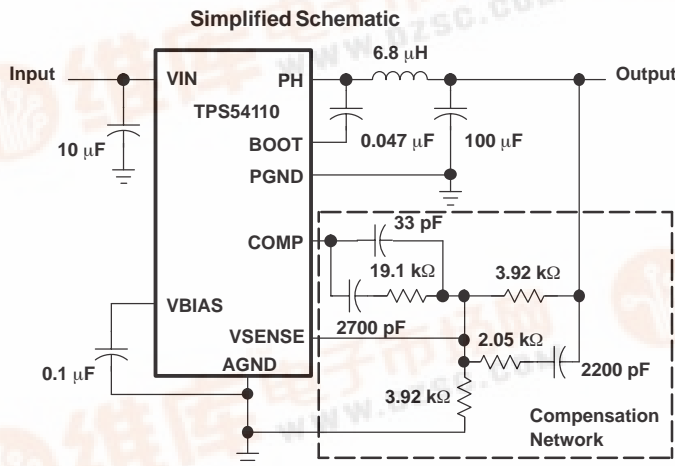 Simplified Schematic
Input
VIN
PH
6.8 μH
Output
TPS54110
10 μF
BOOT
0.047 μF
100 μF
PGND
COMP
33 pF
19.1 kΩ
3.92 kΩ
VBIAS
2700 pF
VSENSE
2.05 kΩ
0.1 μF
AGND
2200 pF
3.92 kΩ
Compensation
Network